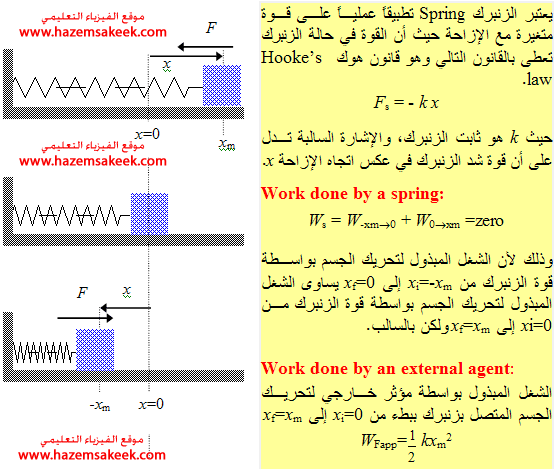 موقع الفيزياء التعليمي
www.hazemsakeek.com
F
x
x=0
xm
www.hazemsakeek.com
F
x
-xm
x=0
موقع الفيزياء التعليمي
www.hazemsakeek.com
يعتبر الزنبرك Spring تطبيقاً عملياً على قوة
متغيرة مع الإزاحة حيث أن القوة في حالة الزنبرك
تعطى بالقانون التالي وهو قانون هوك Hooke's
law.
Fs = - k x
حيث k هو ثابت الزنبرك، والإشارة السالبة تدل
على أن قوة شد الزنبرك في عكس اتجاه الإزاحة x.
Work done by a spring:
Ws = W-xm→0 + W0→xm =zero
وذلك لأن الشغل المبذول لتحريك الجسم بواسطة
قوة الزنبرك من xi=-xm إلى xf=0 يساوى الشغل
المبذول لتحريك الجسم بواسطة قوة الزنبرك من
xi=0 إلى xf=xm ولكن بالسالب.
Work done by an external agent:
الشغل المبذول بواسطة مؤثر خارجي لتحريك
الجسم المتصل بزنبرك ببطء من xi=0 إلى xf=xm
WFapp=1/2 kxm²